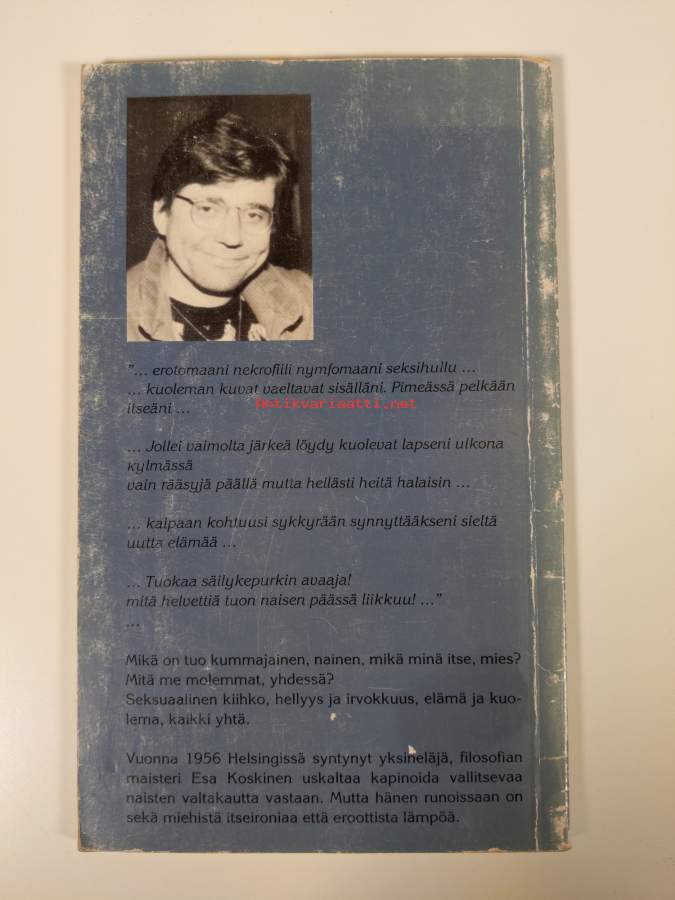 "... erotomaani nekrofiili nymfomaani seksihullu ...
... kuoleman kuvat vaeltavat sisälläni. Pimeässä pelkään
Antikvariaatti.net
itseäni ...
... Jollei vaimolta järkeä löydy kuolevat lapseni ulkona
kylmässä
vain rääsyjä päällä mutta hellästi heitä halaisin ...
... kaipaan kohtuusi sykkyrään synnyttääkseni sieltä
uutta elämää ...
... Tuokaa säilykepurkin avaaja!
mitä helvettiä tuon naisen päässä liikkuu! ..."
...
Mikä on tuo kummajainen, nainen, mikä minä itse, mies?
Mitä me molemmat, yhdessä?
Seksuaalinen kiihko, hellyys ja irvokkuus, elämä ja kuo-
lema, kaikki yhtä.
Vuonna 1956 Helsingissä syntynyt yksineläjä, filosofian
maisteri Esa Koskinen uskaltaa kapinoida vallitsevaa
naisten valtakautta vastaan. Mutta hänen runoissaan on
sekä miehistä itseironiaa että eroottista lämpöä.